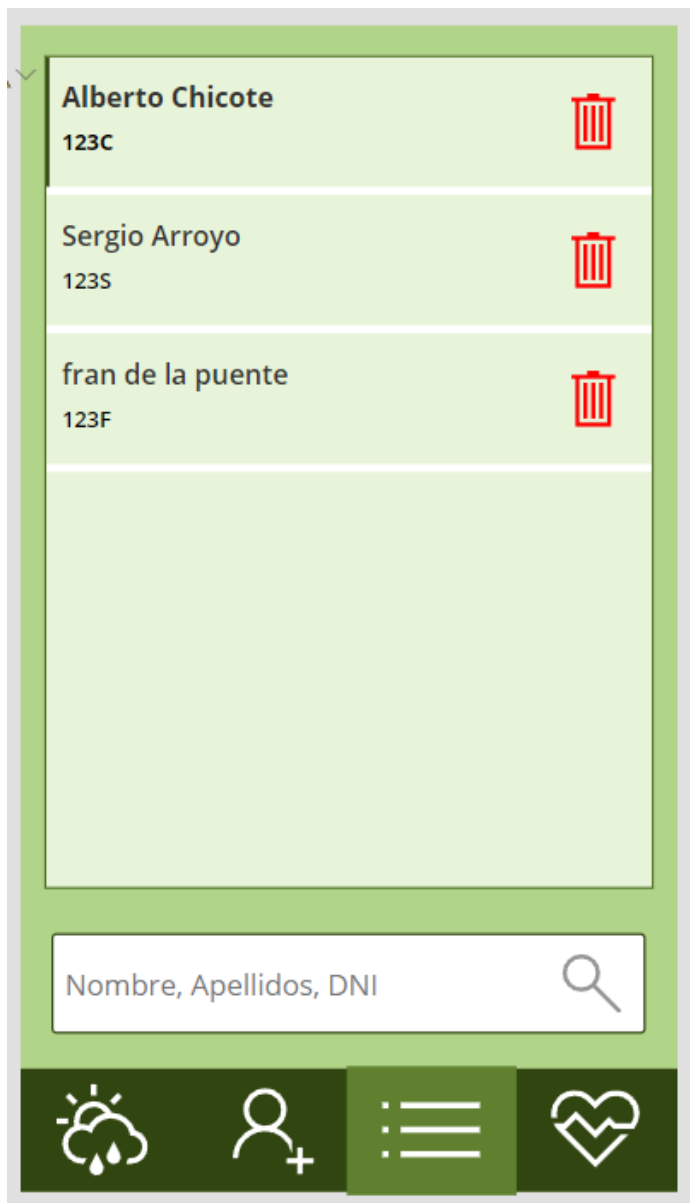 Alberto Chicote
123C
Sergio Arroyo
123S
fran de la puente
123F
Nombre, Apellidos, DNI